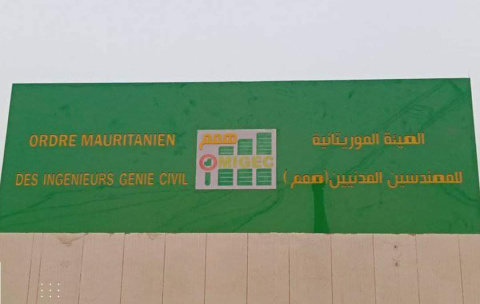 ORDRE MAURITANIEN
DES INGENIEURS GENIE CIVIL
همم
OMIGEC
الهيئة الموريتانية
للمهندسين المدنيين (همم)